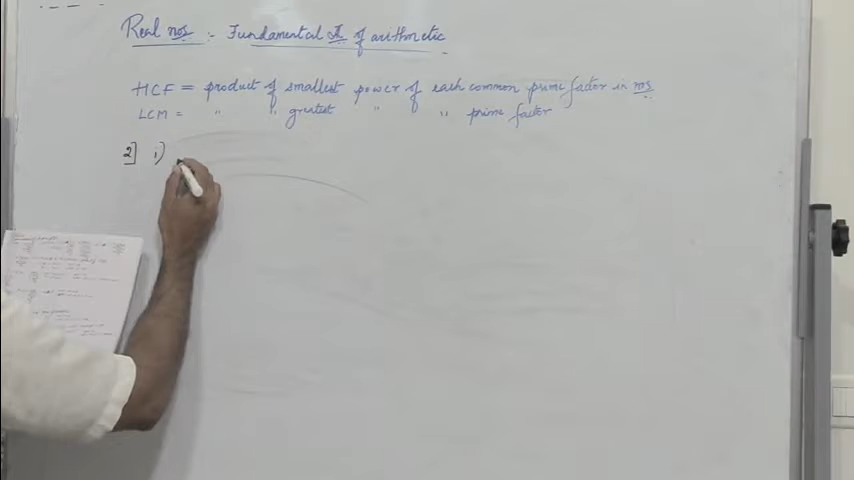 Real nos :- Fundamental Th of arithmetic
HCF = product of smallest power of each common prime factor in nos
LCM = " " greatest " " prime factor
2] i)